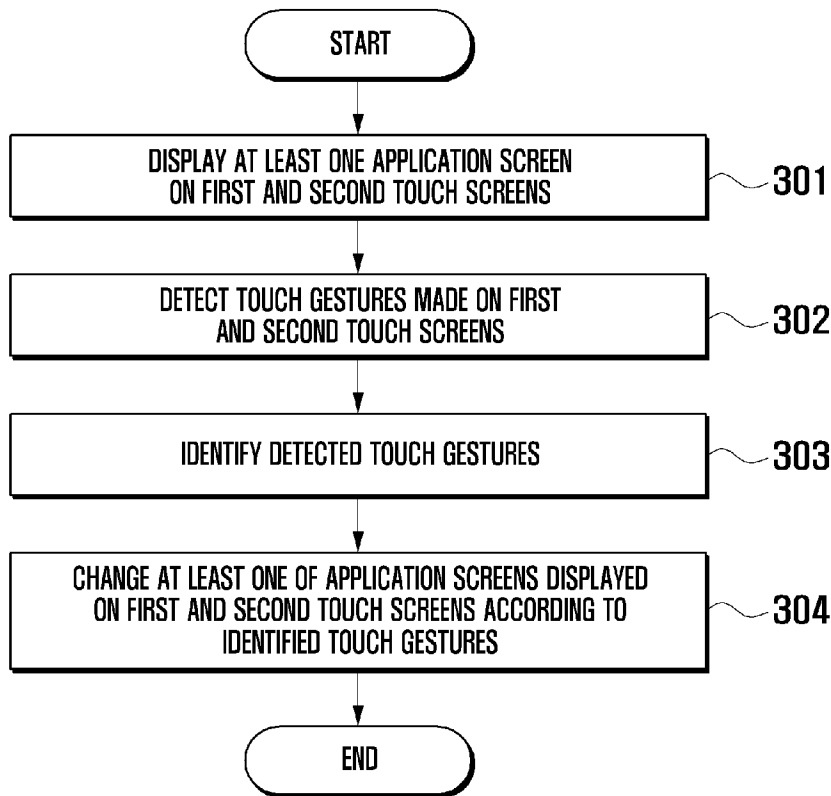 START
DISPLAY AT LEAST ONE APPLICATION SCREEN
ON FIRST AND SECOND TOUCH SCREENS
301
DETECT TOUCH GESTURES MADE ON FIRST
AND SECOND TOUCH SCREENS
302
IDENTIFY DETECTED TOUCH GESTURES
303
CHANGE AT LEAST ONE OF APPLICATION SCREENS DISPLAYED
ON FIRST AND SECOND TOUCH SCREENS ACCORDING TO
IDENTIFIED TOUCH GESTURES
304
END